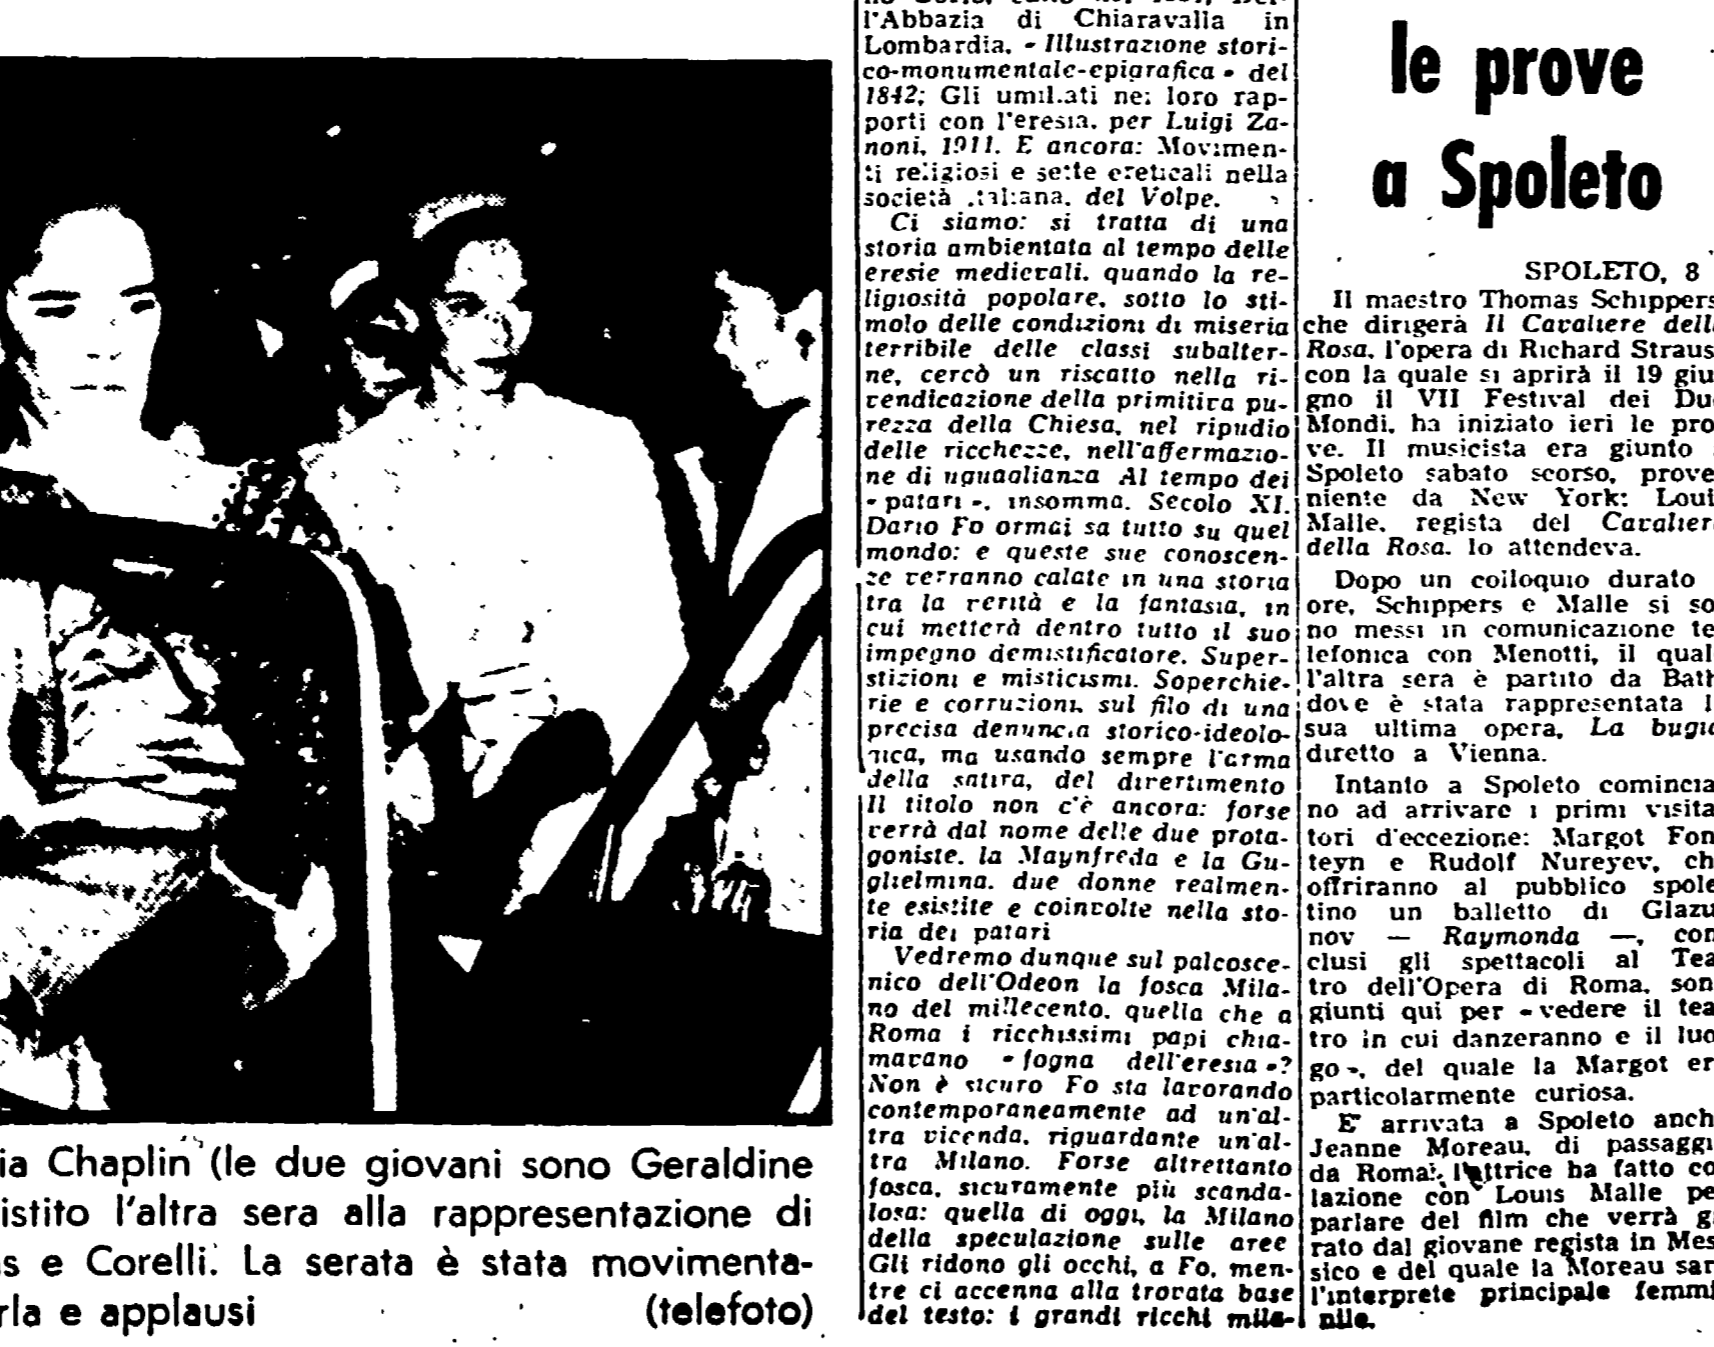 l'Abbazia di Chiaravalla in
Lombardia. « Illustrazione stori-
co-monumentale-epigrafica » del
1842; Gli umiliati nei loro rap-
porti con l'eresia, per Luigi Za-
noni, 1911. E ancora: Movimen-
ti religiosi e sette ereticali nella
società italiana, del Volpe.
Ci siamo: si tratta di una
storia ambientata al tempo delle
eresie medievali, quando la re-
ligiosità popolare, sotto lo sti-
molo delle condizioni di miseria
terribile delle classi subalter-
ne, cercò un riscatto nella ri-
vendicazione della primitiva pu-
rezza della Chiesa, nel ripudio
delle ricchezze, nell'affermazio-
ne di uguaglianza Al tempo dei
« patari », insomma. Secolo XI.
Dario Fo ormai sa tutto su quel
mondo: e queste sue conoscen-
ze verranno calate in una storia
tra la verità e la fantasia, in
cui metterà dentro tutto il suo
impegno demistificatore. Super-
stizioni e misticismi. Soperchie-
rie e corruzioni, sul filo di una
precisa denuncia storico-ideolo-
gica, ma usando sempre l'arma
della satira, del divertimento
Il titolo non c'è ancora: forse
verrà dal nome delle due prota-
goniste, la Maynfreda e la Gu-
glielmina, due donne realmen-
te esistite e coinvolte nella sto-
ria dei patari
Vedremo dunque sul palcosce-
nico dell'Odeon la fosca Mila-
no del millecento, quella che a
Roma i ricchissimi papi chia-
mavano « fogna dell'eresia »?
Non è sicuro Fo sta lavorando
contemporaneamente ad un'al-
tra vicenda, riguardante un'al-
tra Milano. Forse altrettanto
fosca, sicuramente più scanda-
losa: quella di oggi, la Milano
della speculazione sulle aree
Gli ridono gli occhi, a Fo, men-
tre ci accenna alla trovata base
del testo: i grandi ricchi mila-
le prove
a Spoleto
SPOLETO, 8
Il maestro Thomas Schippers
che dirigerà Il Cavaliere dell
Rosa, l'opera di Richard Straus
con la quale si aprirà il 19 giu
gno il VII Festival dei Due
Mondi, ha iniziato ieri le pro
ve. Il musicista era giunto
Spoleto sabato scorso, prove
niente da New York: Loui
Malle, regista del Cavalier
della Rosa, lo attendeva.
Dopo un colloquio durato
ore, Schippers e Malle si so
no messi in comunicazione te
lefonica con Menotti, il qual
l'altra sera è partito da Bath
dove è stata rappresentata l
sua ultima opera, La bugia
diretto a Vienna.
Intanto a Spoleto comincia
no ad arrivare i primi visita
tori d'eccezione: Margot Fon
teyn e Rudolf Nureyev, ch
offriranno al pubblico spole
tino un balletto di Glazu
nov — Raymonda —, con
clusi gli spettacoli al Tea
tro dell'Opera di Roma, son
giunti qui per « vedere il tea
tro in cui danzeranno e il luo
go », del quale la Margot er
particolarmente curiosa.
E' arrivata a Spoleto anch
Jeanne Moreau, di passaggi
da Roma: l'attrice ha fatto co
lazione con Louis Malle pe
parlare del film che verrà gi
rato dal giovane regista in Mes
sico e del quale la Moreau sar
l'interprete principale femmi
nile.
ia Chaplin (le due giovani sono Geraldine
istito l'altra sera alla rappresentazione di
as e Corelli. La serata è stata movimenta-
rla e applausi (telefoto)